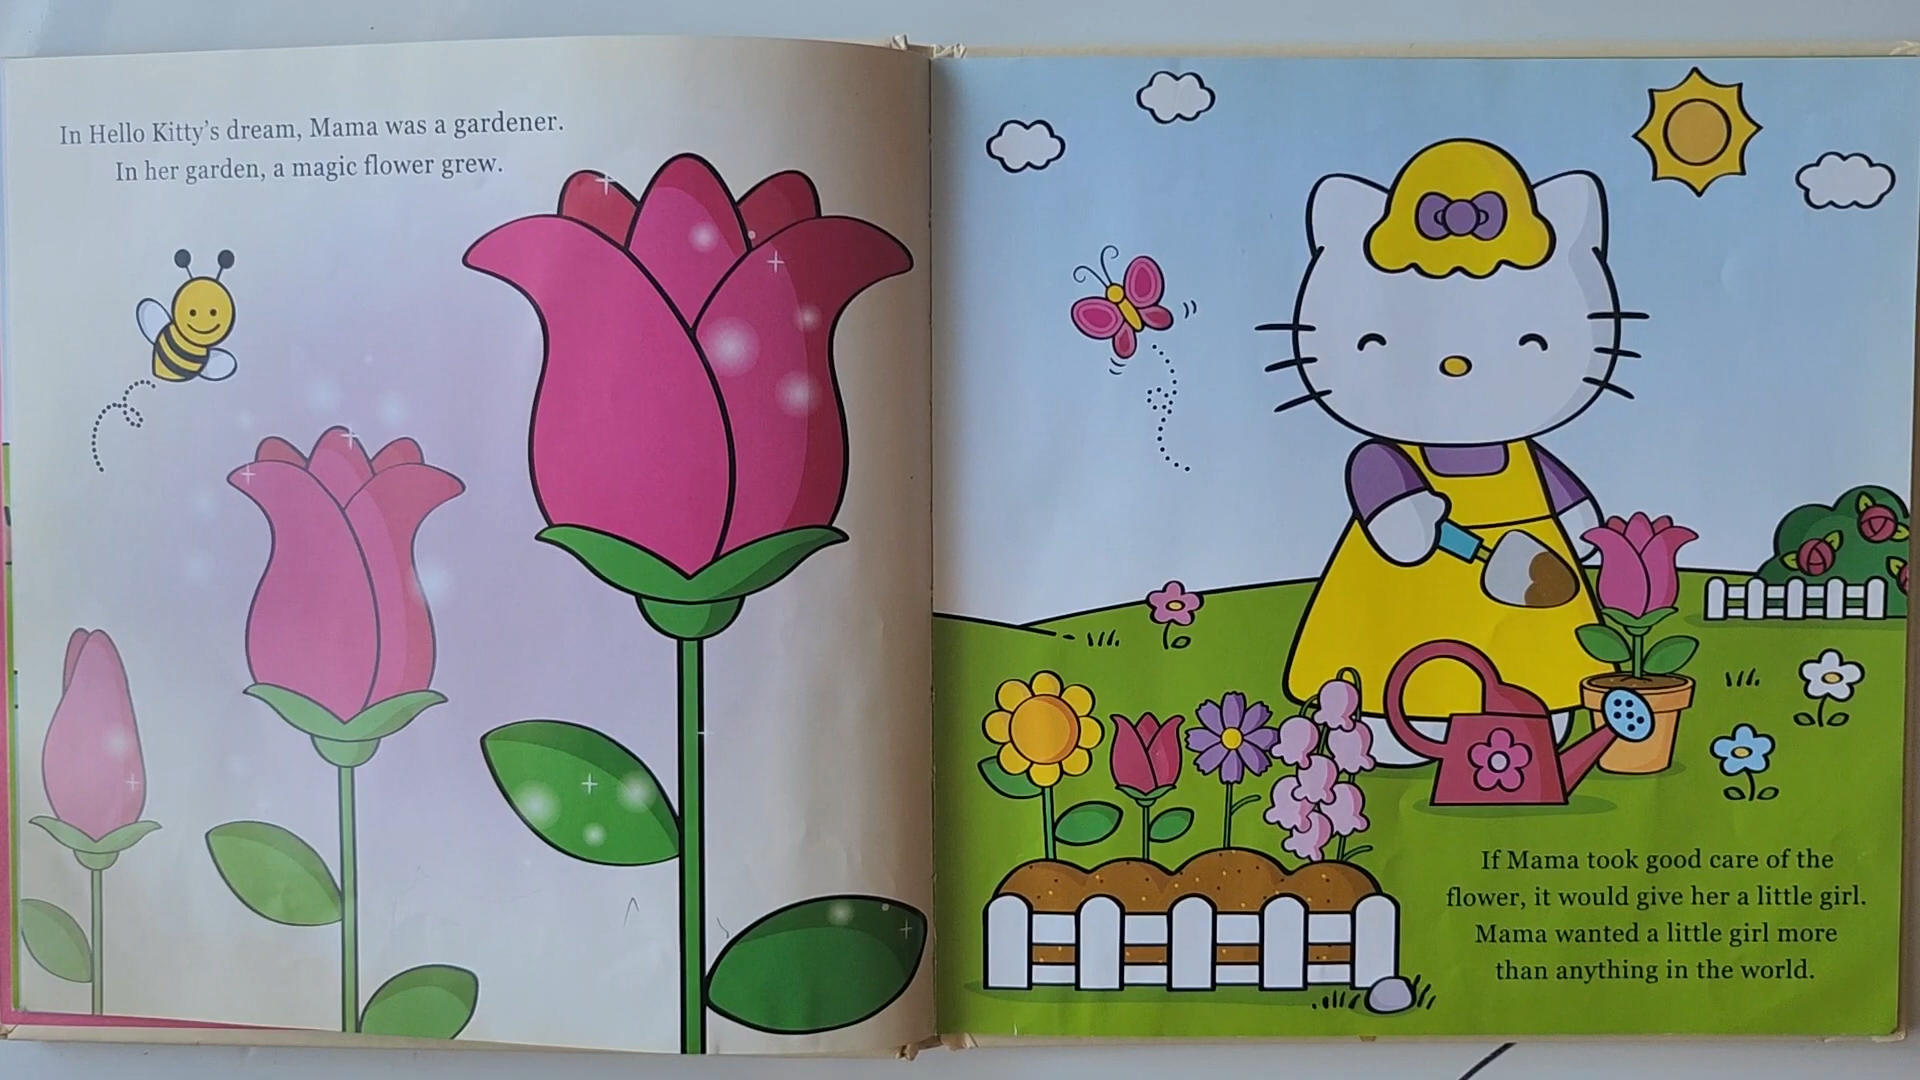 In Hello Kitty's dream, Mama was a gardener.
In her garden, a magic flower grew.
If Mama took good care of the
flower, it would give her a little girl.
Mama wanted a little girl more
than anything in the world.